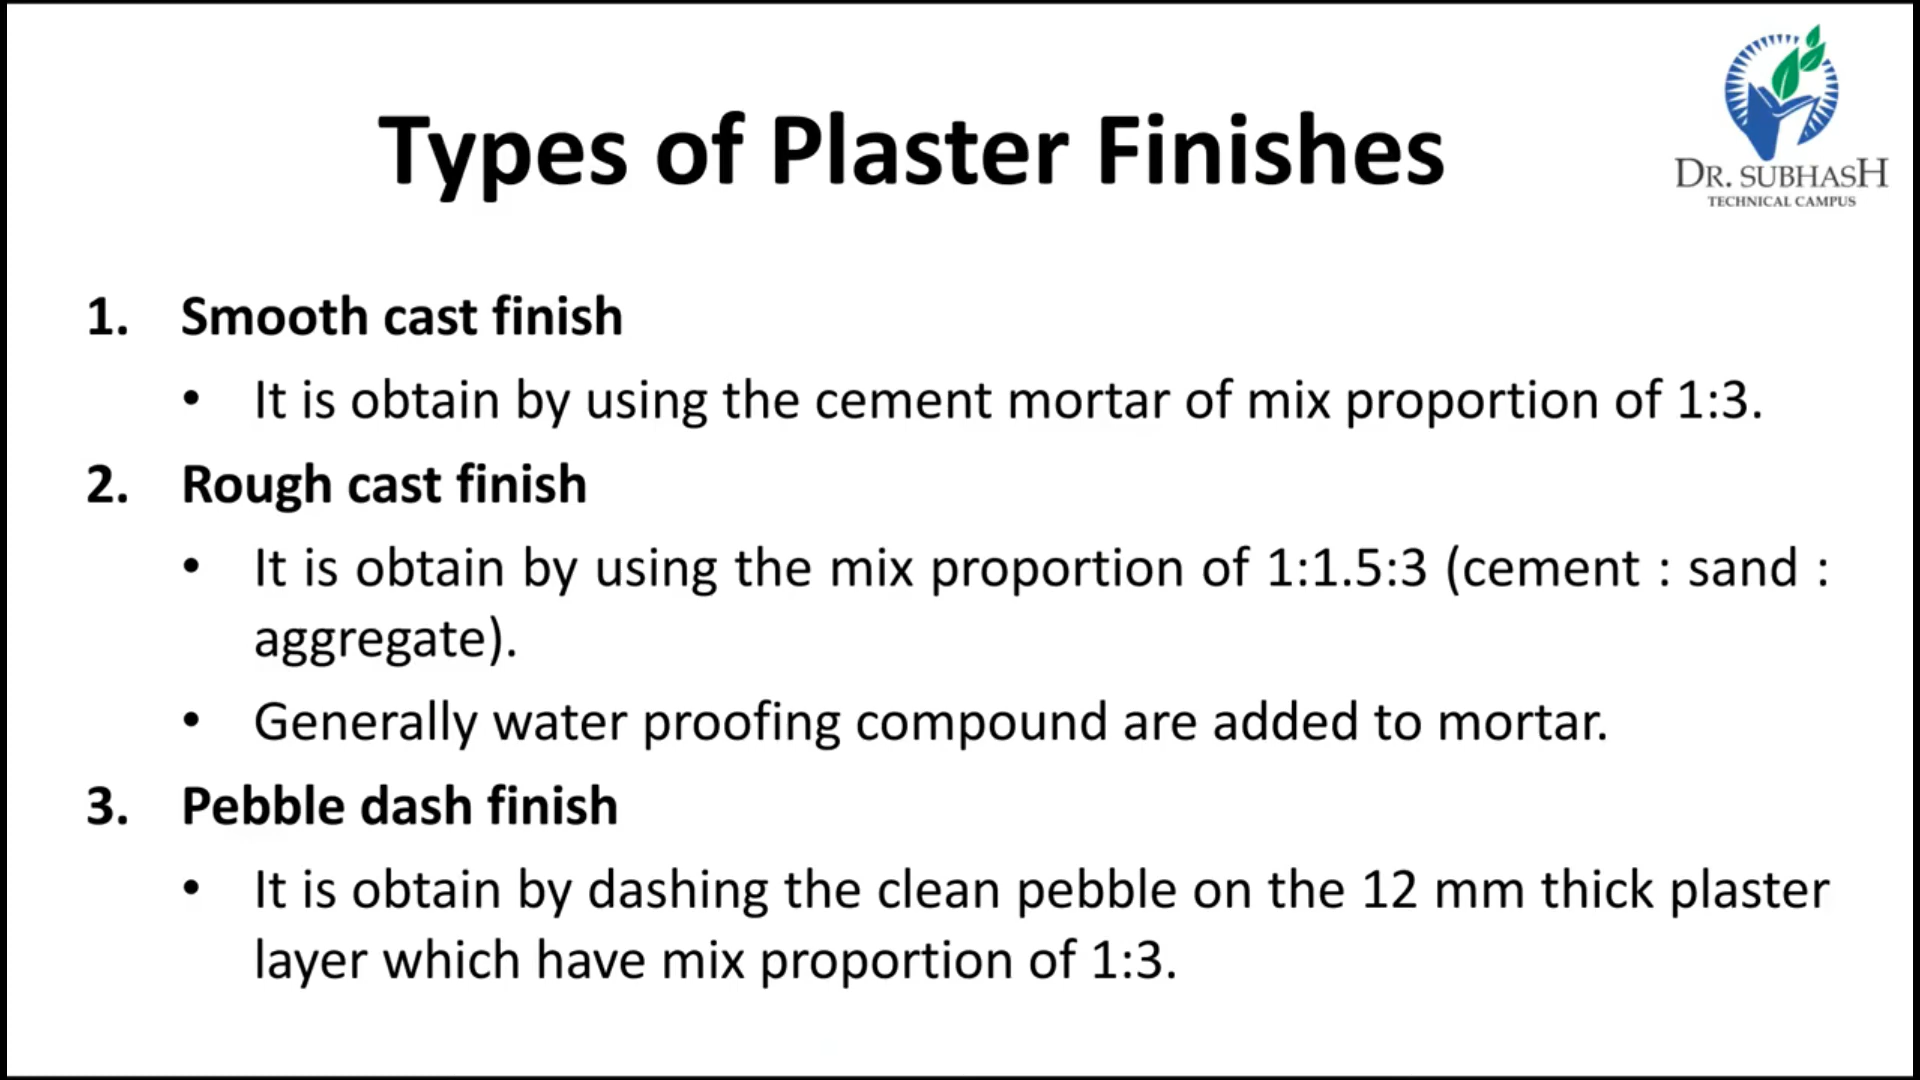 Types of Plaster Finishes
DR. SUBHASH
TECHNICAL CAMPUS
1. Smooth cast finish
• It is obtain by using the cement mortar of mix proportion of 1:3.
2. Rough cast finish
• It is obtain by using the mix proportion of 1:1.5:3 (cement : sand :
aggregate).
• Generally water proofing compound are added to mortar.
3. Pebble dash finish
• It is obtain by dashing the clean pebble on the 12 mm thick plaster
layer which have mix proportion of 1:3.